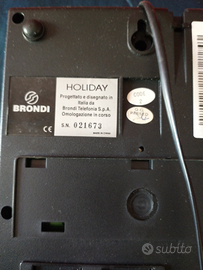 HOLIDAY
Progettato e disegnato in
Italia da
Brondi Telefonia S.p.A.
Omologazione in corso
S.N. 021673
BRONDI
CE
subito